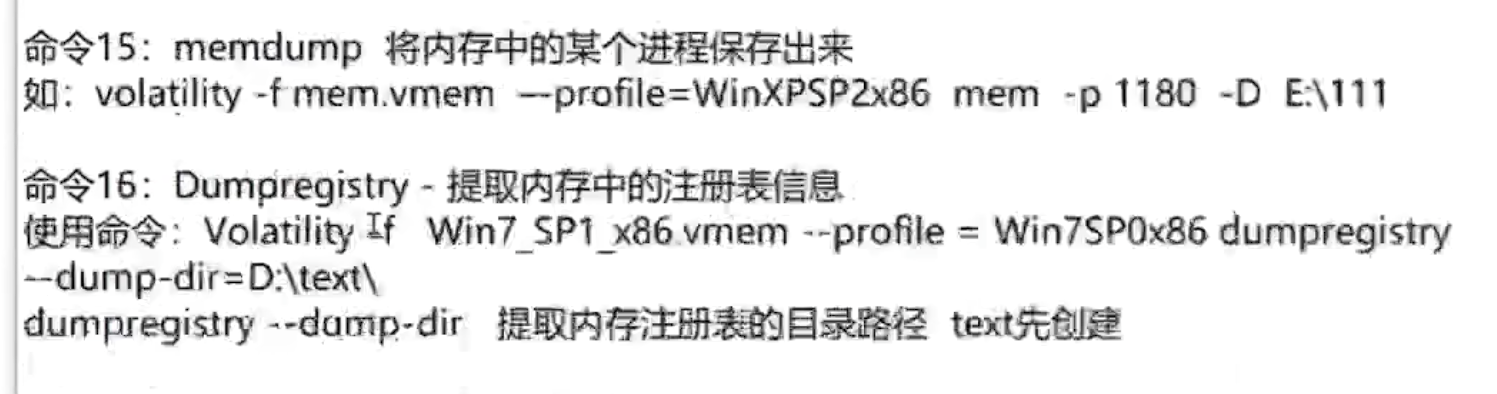 命令15：memdump 将内存中的某个进程保存出来
如：volatility -f mem.vmem --profile=WinXPSP2x86 mem -p 1180 -D E:\111
命令16：Dumpregistry - 提取内存中的注册表信息
使用命令：Volatility -f Win7_SP1_x86.vmem --profile = Win7SP0x86 dumpregistry
--dump-dir=D:\text\
dumpregistry --dump-dir 提取内存注册表的目录路径 text先创建